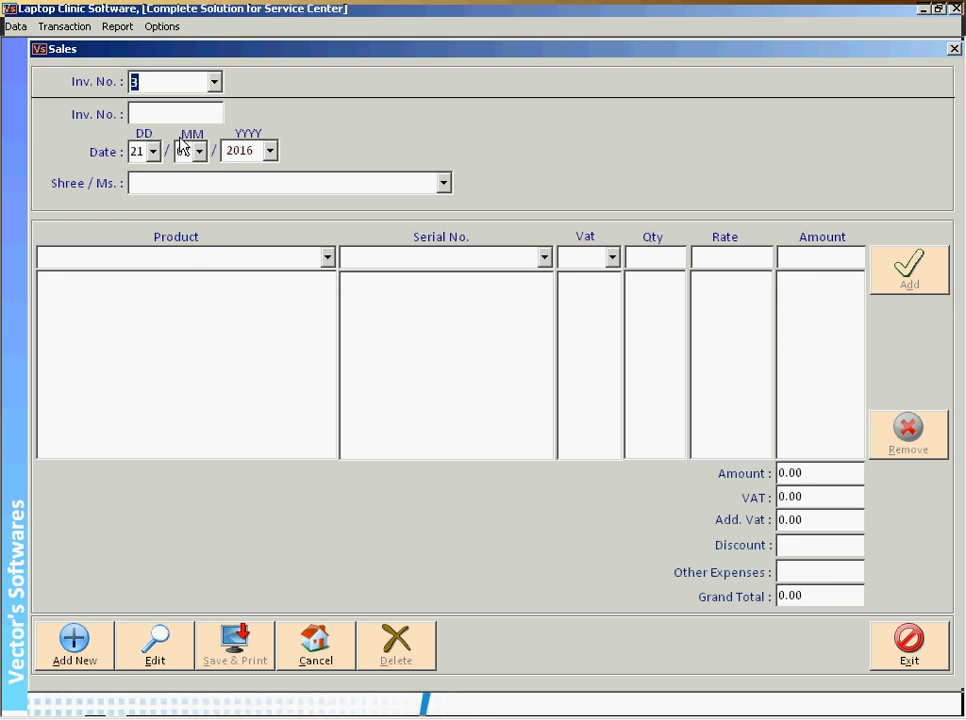 Laptop Clinic Software, [Complete Solution for Service Center]
Data Transaction Report Options
Vs Sales
Inv. No. : 3
Inv. No. :
DD MM YYYY
Date : 21 / / 2016
Shree / Ms. :
Product Serial No. Vat Qty Rate Amount
Add
Remove
Amount : 0.00
VAT : 0.00
Add. Vat : 0.00
Discount :
Other Expenses :
Grand Total : 0.00
Add New Edit Save & Print Cancel Delete Exit
Vector's Softwares